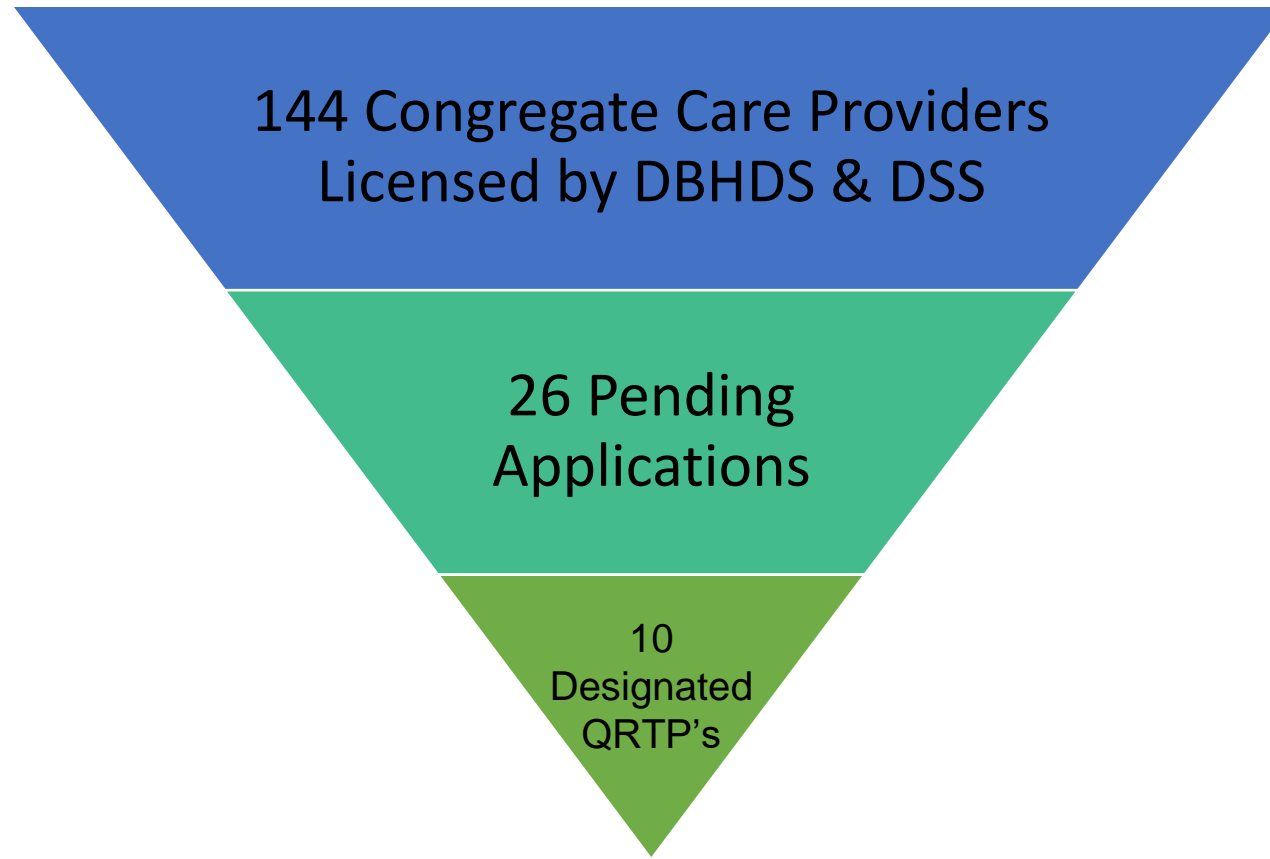 144 Congregate Care Providers
Licensed by DBHDS & DSS
26 Pending
Applications
10
Designated
QRTP’s